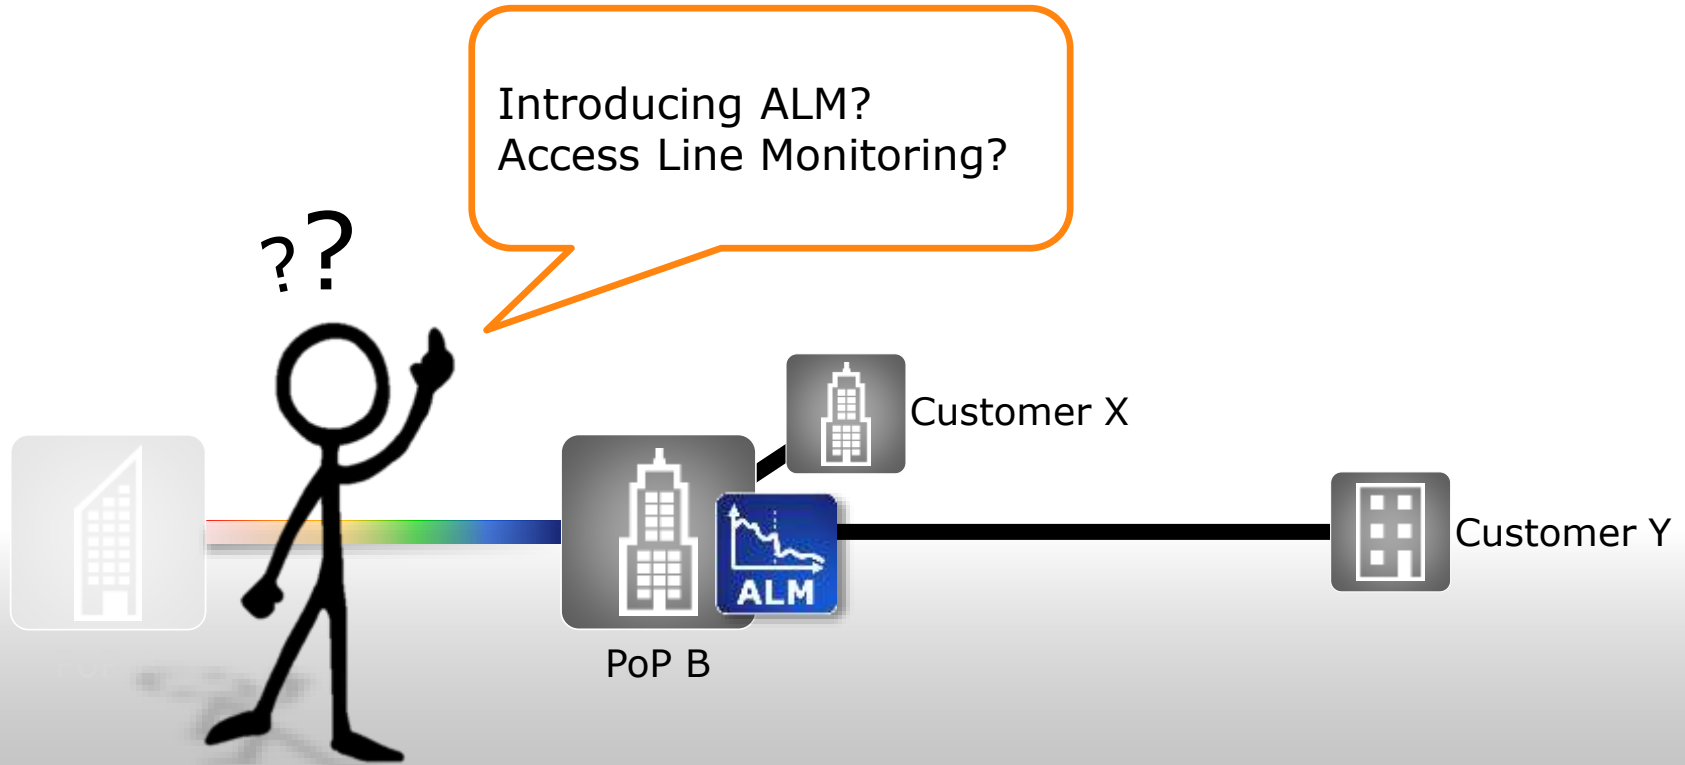 Introducing ALM?
Access Line Monitoring?
??
Customer X
Customer Y
ALM
PoP B